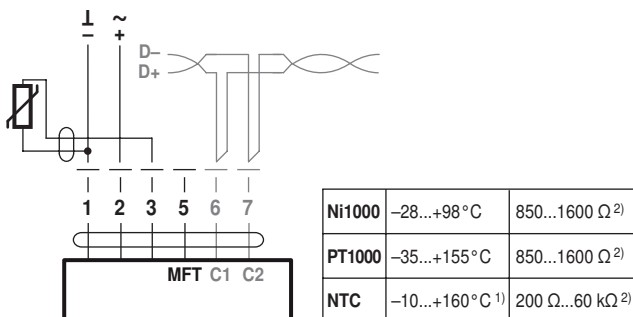 ⊥ ~
– +
D–
D+
1 2 3 5 6 7
MFT C1 C2
Ni1000 –28...+98°C 850...1600 Ω 2)
PT1000 –35...+155°C 850...1600 Ω 2)
NTC –10...+160°C 1) 200 Ω...60 kΩ 2)